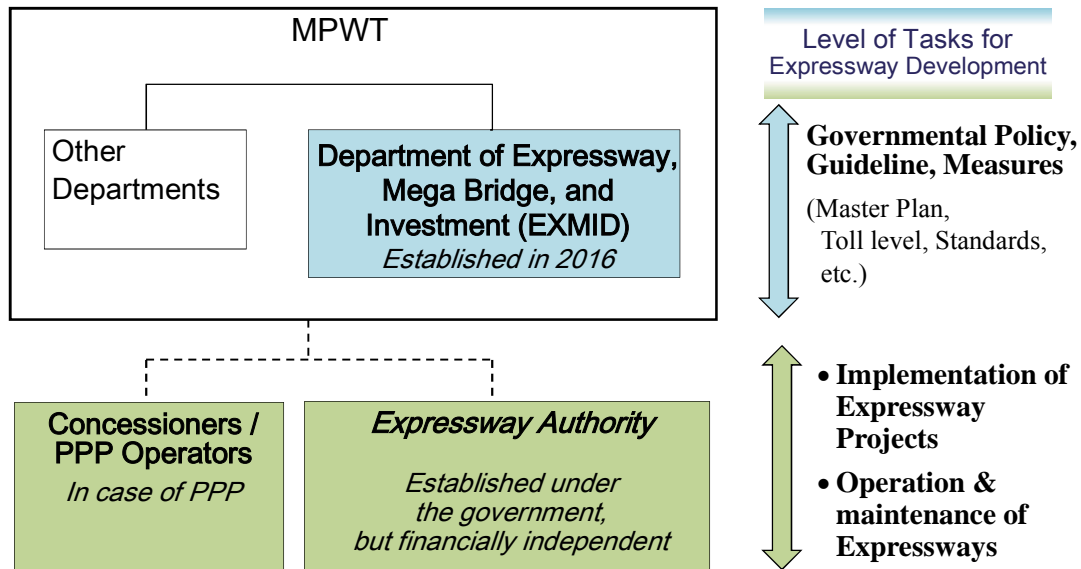 MPWT
Other
Departments
Department of Expressway,
Mega Bridge, and
Investment (EXMID)
Established in 2016
Concessioners /
PPP Operators
In case of PPP
Expressway Authority
Established under
the government,
but financially independent
Level of Tasks for
Expressway Development
Governmental Policy,
Guideline, Measures
(Master Plan,
Toll level, Standards,
etc.)
• Implementation of
Expressway
Projects
• Operation &
maintenance of
Expressways